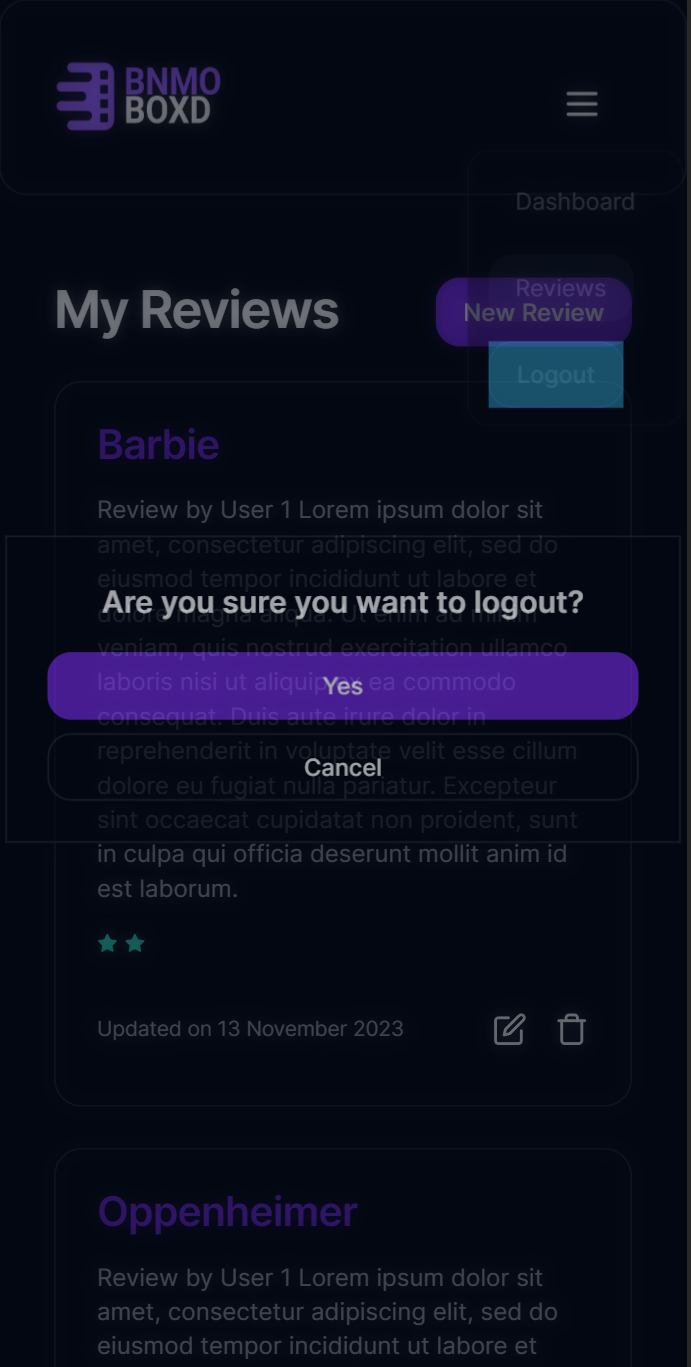 BNMO
BOXD
Dashboard
Reviews
My Reviews
New Review
Logout
Barbie
Review by User 1 Lorem ipsum dolor sit
amet, consectetur adipiscing elit, sed do
eiusmod tempor incididunt ut labore et
Are you sure you want to logout?
dolore magna aliqua. Ut enim ad minim
veniam, quis nostrud exercitation ullamco
laboris nisi ut aliquip ex ea commodo
Yes
consequat. Duis aute irure dolor in
reprehenderit in voluptate velit esse cillum
Cancel
dolore eu fugiat nulla pariatur. Excepteur
sint occaecat cupidatat non proident, sunt
in culpa qui officia deserunt mollit anim id
est laborum.
Updated on 13 November 2023
Oppenheimer
Review by User 1 Lorem ipsum dolor sit
amet, consectetur adipiscing elit, sed do
eiusmod tempor incididunt ut labore et